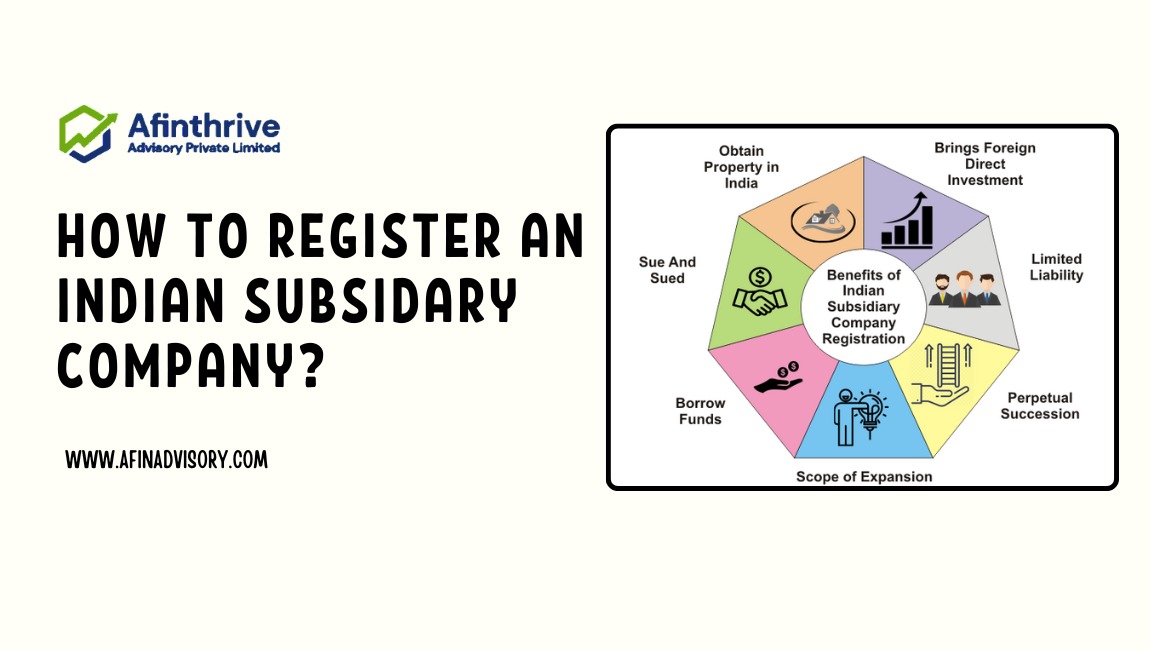 Afinthrive
Advisory Private Limited
HOW TO REGISTER AN
INDIAN SUBSIDARY
COMPANY?
WWW.AFINADVISORY.COM
Obtain
Property in
India
Brings Foreign
Direct
Investment
Sue And
Sued
Limited
Liability
Benefits of
Indian
Subsidiary
Company
Registration
$
$ $
Borrow
Funds
Perpetual
Succession
Scope of Expansion